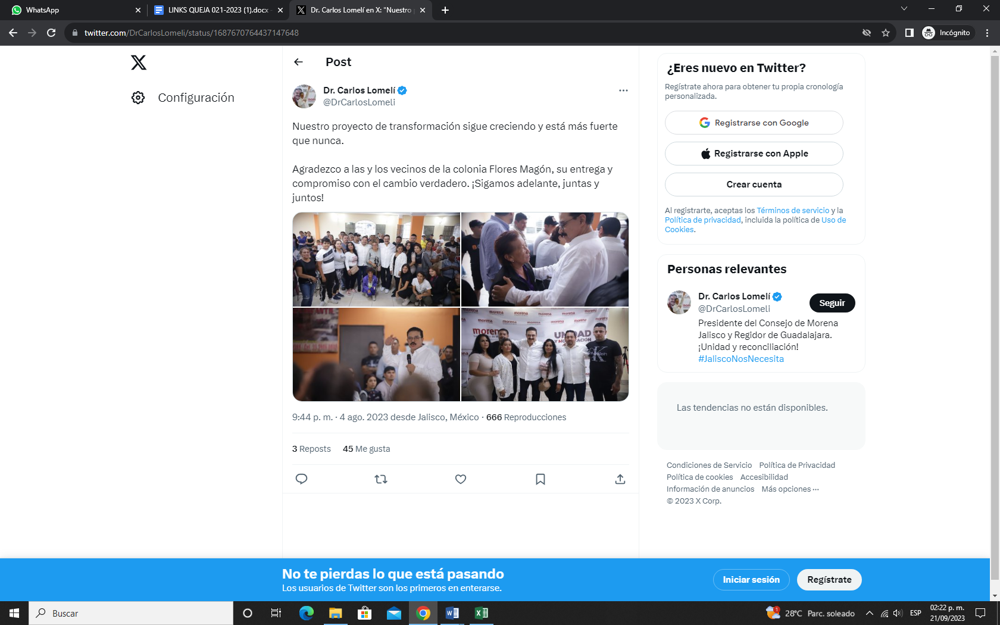 WhatsApp
LINKS QUEJA 021-2023 (1).docx -
Dr. Carlos Lomelí en X: "Nuestro
twitter.com/DrCarlosLomeli/status/1687670764437147648
Incógnito
Configuración
Post
Dr. Carlos Lomelí
@DrCarlosLomeli
Nuestro proyecto de transformación sigue creciendo y está más fuerte
que nunca.
Agradezco a las y los vecinos de la colonia Flores Magón, su entrega y
compromiso con el cambio verdadero. ¡Sigamos adelante, juntas y
juntos!
morena
morena
UNIDAD
Y MOVILIZACIÓN
9:44 p. m. · 4 ago. 2023 desde Jalisco, México · 666 Reproducciones
3 Reposts 45 Me gusta
¿Eres nuevo en Twitter?
Regístrate ahora para obtener tu propia cronología
personalizada.
Registrarse con Google
Registrarse con Apple
Crear cuenta
Al registrarte, aceptas los Términos de servicio y la
Política de privacidad, incluida la política de Uso de
Cookies.
Personas relevantes
Dr. Carlos Lomelí
@DrCarlosLomeli
Seguir
Presidente del Consejo de Morena
Jalisco y Regidor de Guadalajara.
¡Unidad y reconciliación!
#JaliscoNosNecesita
Las tendencias no están disponibles.
Condiciones de Servicio Política de Privacidad
Política de cookies Accesibilidad
Información de anuncios Más opciones ···
© 2023 X Corp.
No te pierdas lo que está pasando
Los usuarios de Twitter son los primeros en enterarse.
Iniciar sesión
Regístrate
Buscar
28°C Parc. soleado
ESP
02:22 p. m.
21/09/2023